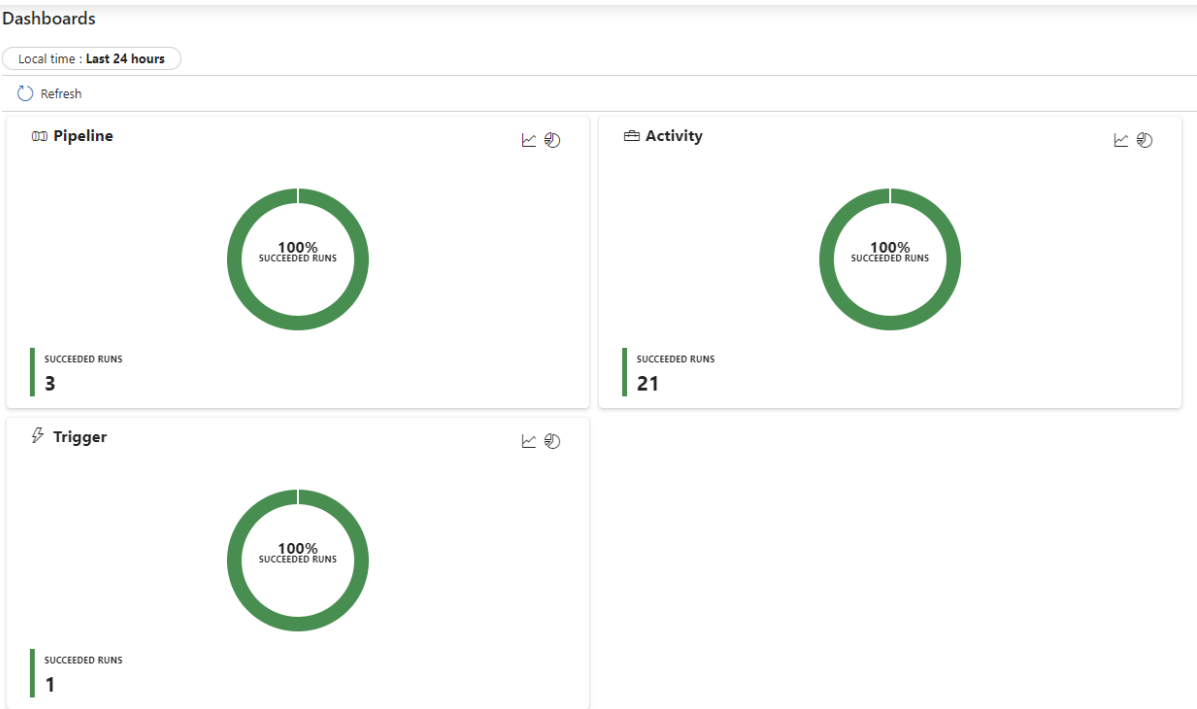 Dashboards
Local time : Last 24 hours
Refresh
Pipeline
100%
SUCCEEDED RUNS
SUCCEEDED RUNS
3
Activity
100%
SUCCEEDED RUNS
SUCCEEDED RUNS
21
Trigger
100%
SUCCEEDED RUNS
SUCCEEDED RUNS
1